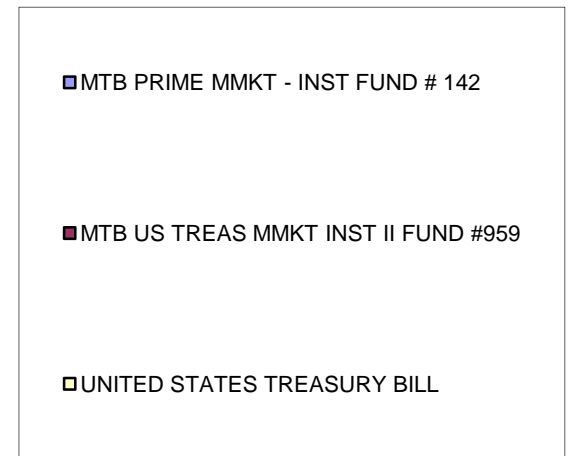 MTB PRIME MMKT - INST FUND # 142
MTB US TREAS MMKT INST II FUND #959
UNITED STATES TREASURY BILL